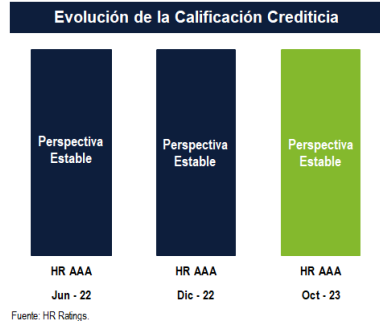 Evolución de la Calificación Crediticia
Perspectiva Estable
Perspectiva Estable
Perspectiva Estable
HR AAA HR AAA HR AAA
Jun - 22 Dic - 22 Oct - 23
Fuente: HR Ratings.